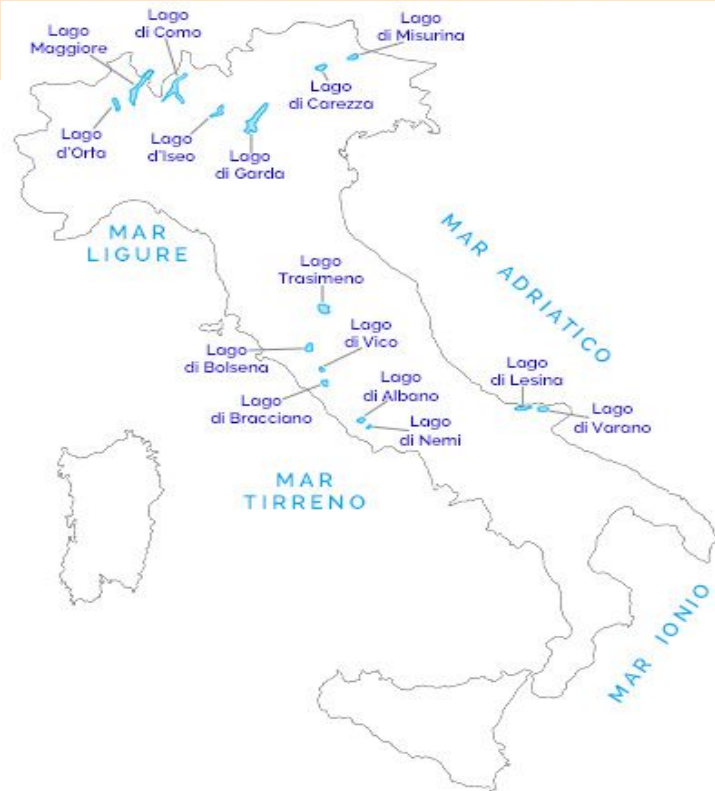 Lago
Maggiore
Lago
di Como
Lago
di Misurina
Lago
di Carezza
Lago
d'Orta
Lago
d'Iseo
Lago
di Garda
MAR
LIGURE
MAR ADRIATICO
Lago
Trasimeno
Lago
di Vico
Lago
di Bolsena
Lago
di Bracciano
Lago
di Albano
Lago
di Nemi
Lago
di Lesina
Lago
di Varano
MAR
TIRRENO
MAR IONIO